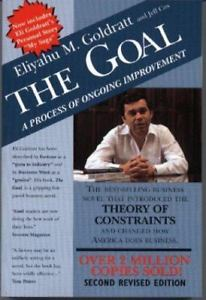 Now includes
"Eli Goldratt's
Personal Story
"My Saga"
Eliyahu M. Goldratt and Jeff Cox
THE GOAL
A PROCESS OF ONGOING IMPROVEMENT
Eli Goldratt has
been described by
Fortune as a
"guru to industry"
and by Business Week
as a
"genius". His book, The
Goal, is a gripping fast
paced business novel.
"Goal readers are now
doing the best work of
their lives."
Success Magazine
"A factory may be an
unlikely setting for a
novel, but the book has
been wildly effective..."
Tom Peters
THE BEST-SELLING BUSINESS
NOVEL THAT INTRODUCED THE
THEORY OF
CONSTRAINTS
AND CHANGED HOW
AMERICA DOES BUSINESS.
OVER 2 MILLION
COPIES SOLD!
SECOND REVISED EDITION